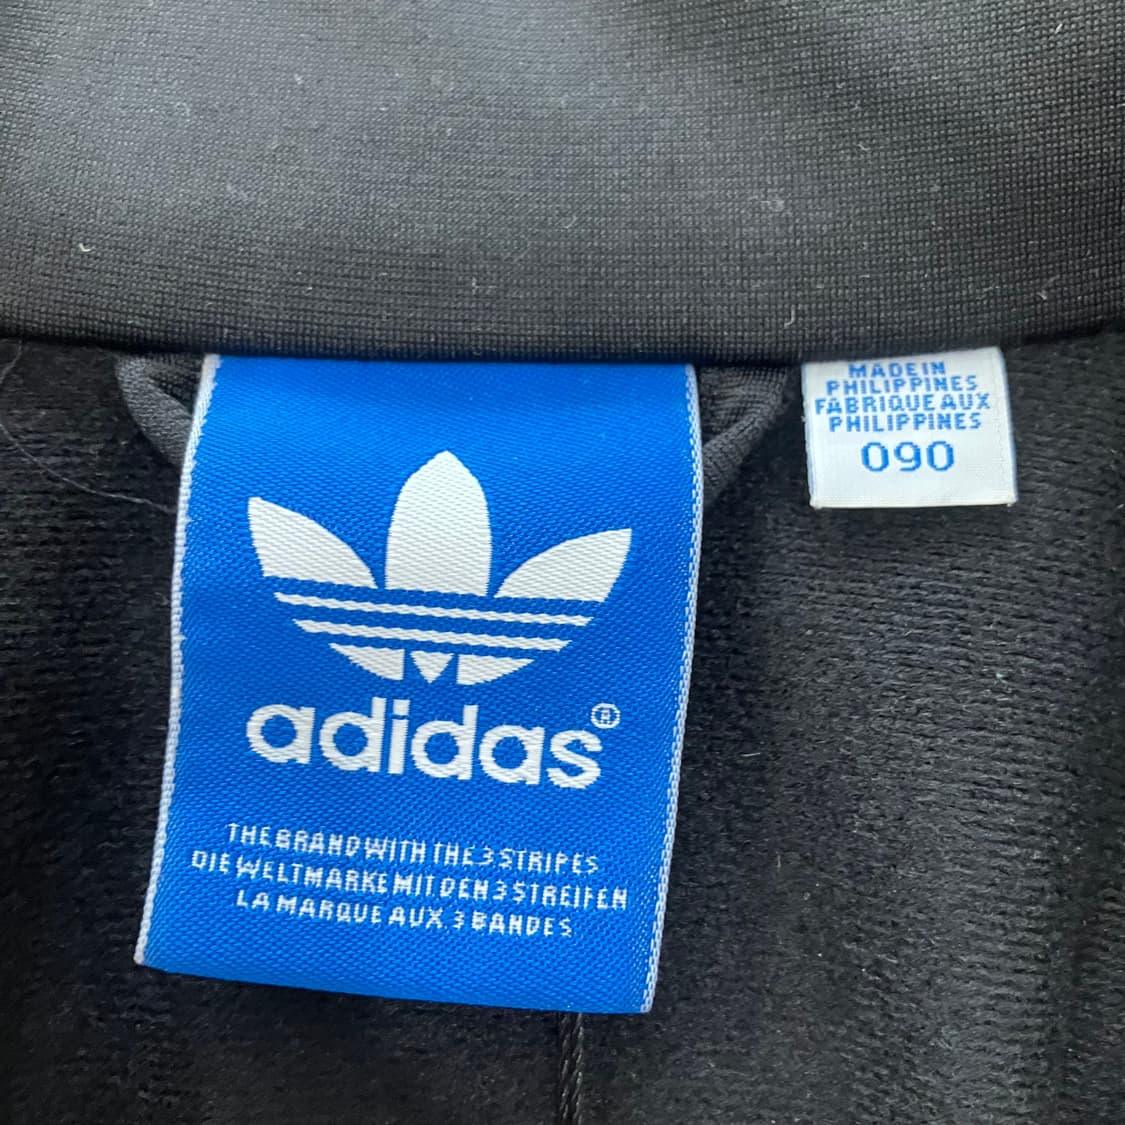 adidas®
THE BRAND WITH THE 3 STRIPES
DIE WELTMARKE MIT DEN 3 STREIFEN
LA MARQUE AUX 3 BANDES
MADE IN
PHILIPPINES
FABRIQUE AUX
PHILIPPINES
090